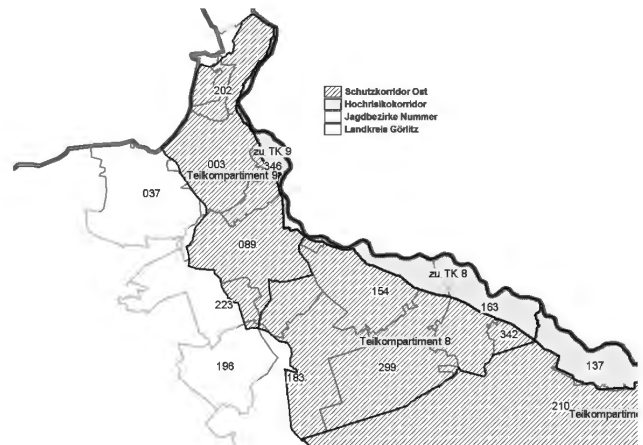 202
Schutzkorridor Ost
Hochrisikokorridor
Jagdbezirke Nummer
Landkreis Görlitz
zu TK 9
003
346
Teilkompartiment 9
037
089
zu TK 8
154
223
163
342
Teilkompartiment 8
196
299
137
183
210
Teilkompartime